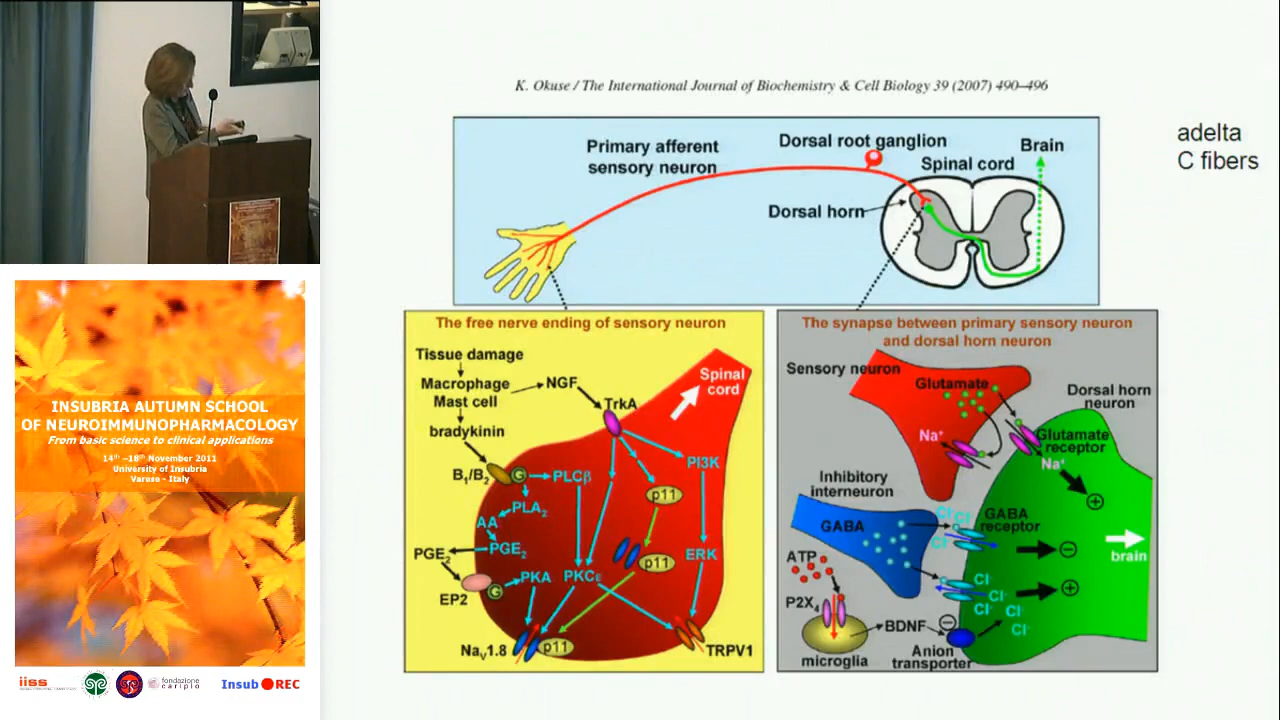 K. Okuse / The International Journal of Biochemistry & Cell Biology 39 (2007) 490–496
adelta
C fibers
Primary afferent
sensory neuron
Dorsal root ganglion
Spinal cord
Brain
Dorsal horn
The free nerve ending of sensory neuron
Tissue damage
Macrophage
Mast cell
NGF
TrkA
Spinal
cord
bradykinin
B1/B2
G
PLCβ
PI3K
p11
PLA2
AA
PGE2
PGE2
p11
ERK
EP2
G
PKA
PKCε
NaV1.8
p11
TRPV1
The synapse between primary sensory neuron
and dorsal horn neuron
Sensory neuron
Glutamate
Dorsal horn
neuron
Na+
Glutamate
receptor
Na+
+
Inhibitory
interneuron
GABA
Cl-
Cl-
Cl-
GABA
receptor
−
brain
ATP
Cl-
Cl-
Cl-
Cl-
Cl-
+
P2X4
microglia
BDNF
−
Anion
transporter
INSUBRIA AUTUMN SCHOOL
OF NEUROIMMUNOPHARMACOLOGY
From basic science to clinical applications
14th –18th November 2011
University of Insubria
Varese - Italy
iiss
fondazione
cariplo
Insub REC